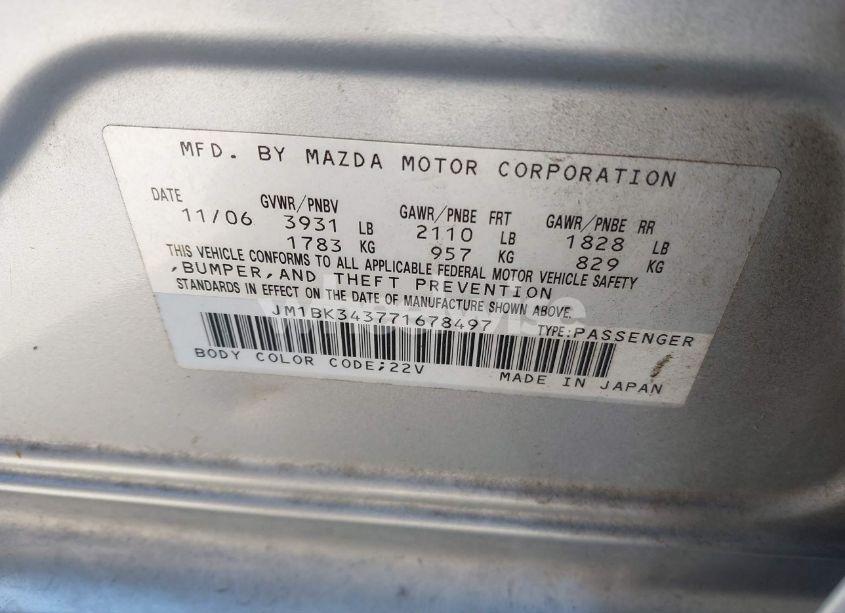 MFD. BY MAZDA MOTOR CORPORATION
DATE GVWR/PNBV GAWR/PNBE FRT GAWR/PNBE RR
11/06 3931 LB 2110 LB 1828 LB
1783 KG 957 KG 829 KG
THIS VEHICLE CONFORMS TO ALL APPLICABLE FEDERAL MOTOR VEHICLE SAFETY
,BUMPER,AND THEFT PREVENTION
STANDARDS IN EFFECT ON THE DATE OF MANUFACTURE SHOWN ABOVE.
JM1BK343771678497 TYPE:PASSENGER
BODY COLOR CODE;22V MADE IN JAPAN